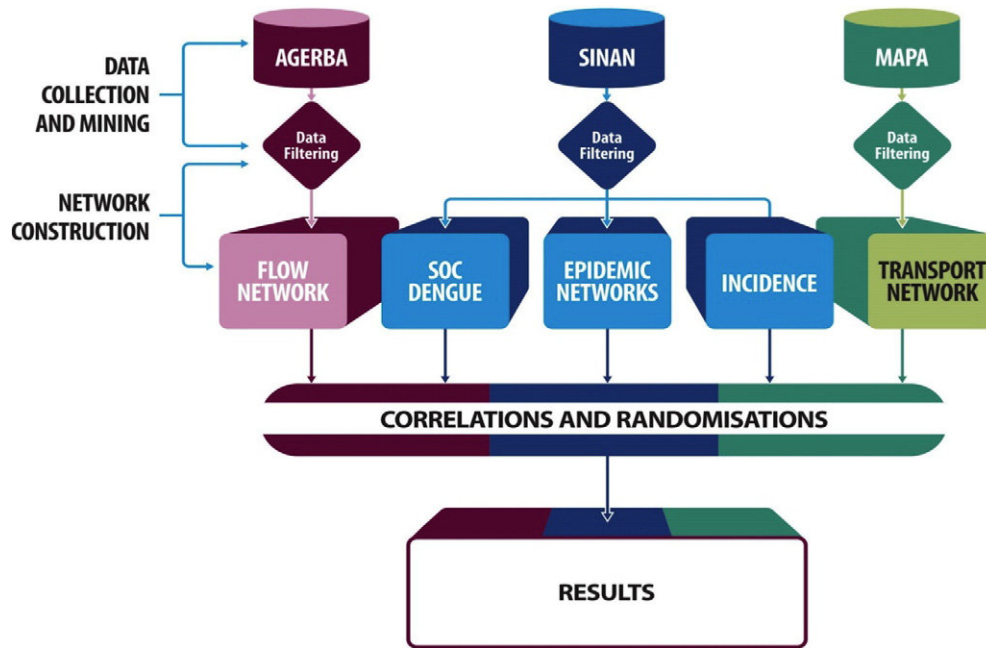 DATA
COLLECTION
AND MINING
NETWORK
CONSTRUCTION
AGERBA
SINAN
MAPA
Data
Filtering
Data
Filtering
Data
Filtering
FLOW
NETWORK
SOC
DENGUE
EPIDEMIC
NETWORKS
INCIDENCE
TRANSPORT
NETWORK
CORRELATIONS AND RANDOMISATIONS
RESULTS